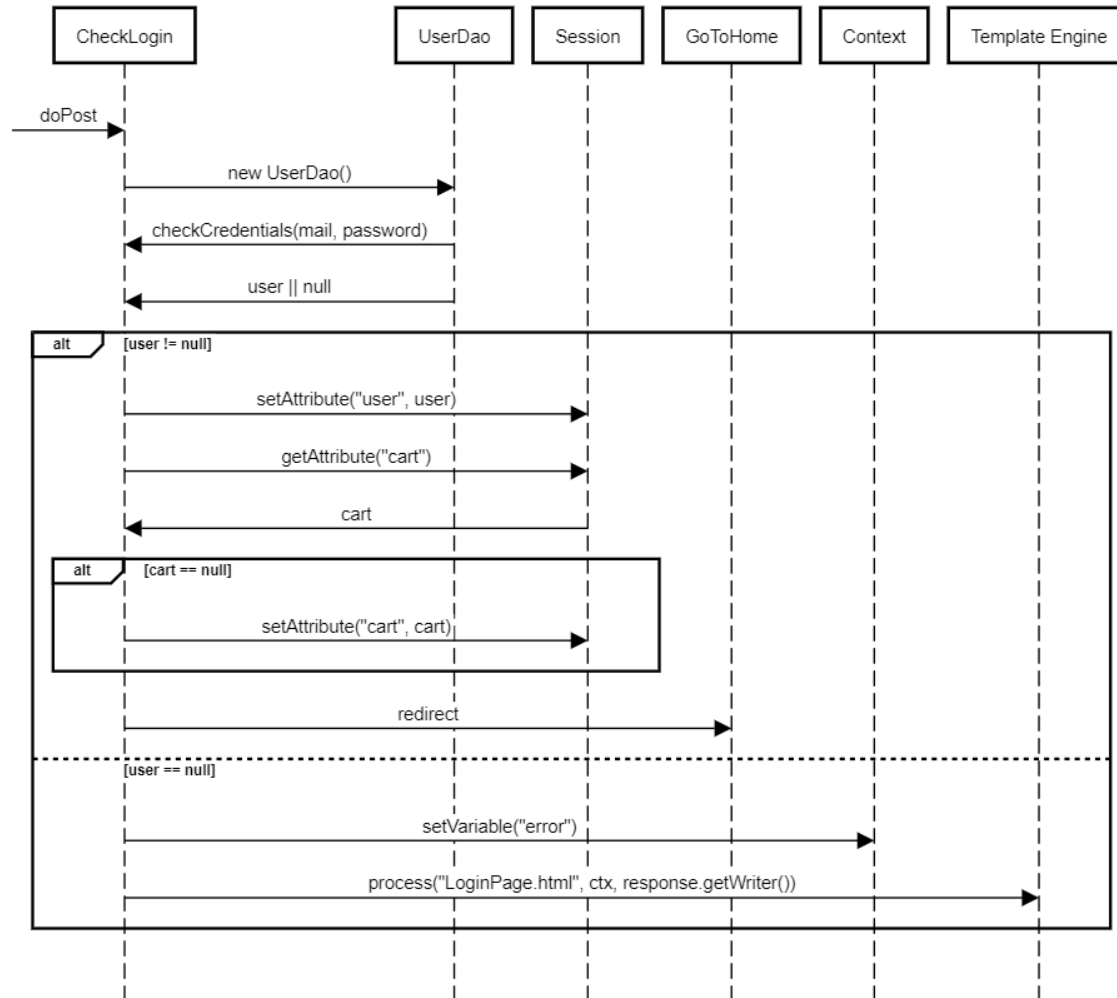 CheckLogin
UserDao
Session
GoToHome
Context
Template Engine
doPost
new UserDao()
checkCredentials(mail, password)
user || null
alt
[user != null]
setAttribute("user", user)
getAttribute("cart")
cart
alt
[cart == null]
setAttribute("cart", cart)
redirect
[user == null]
setVariable("error")
process("LoginPage.html", ctx, response.getWriter())